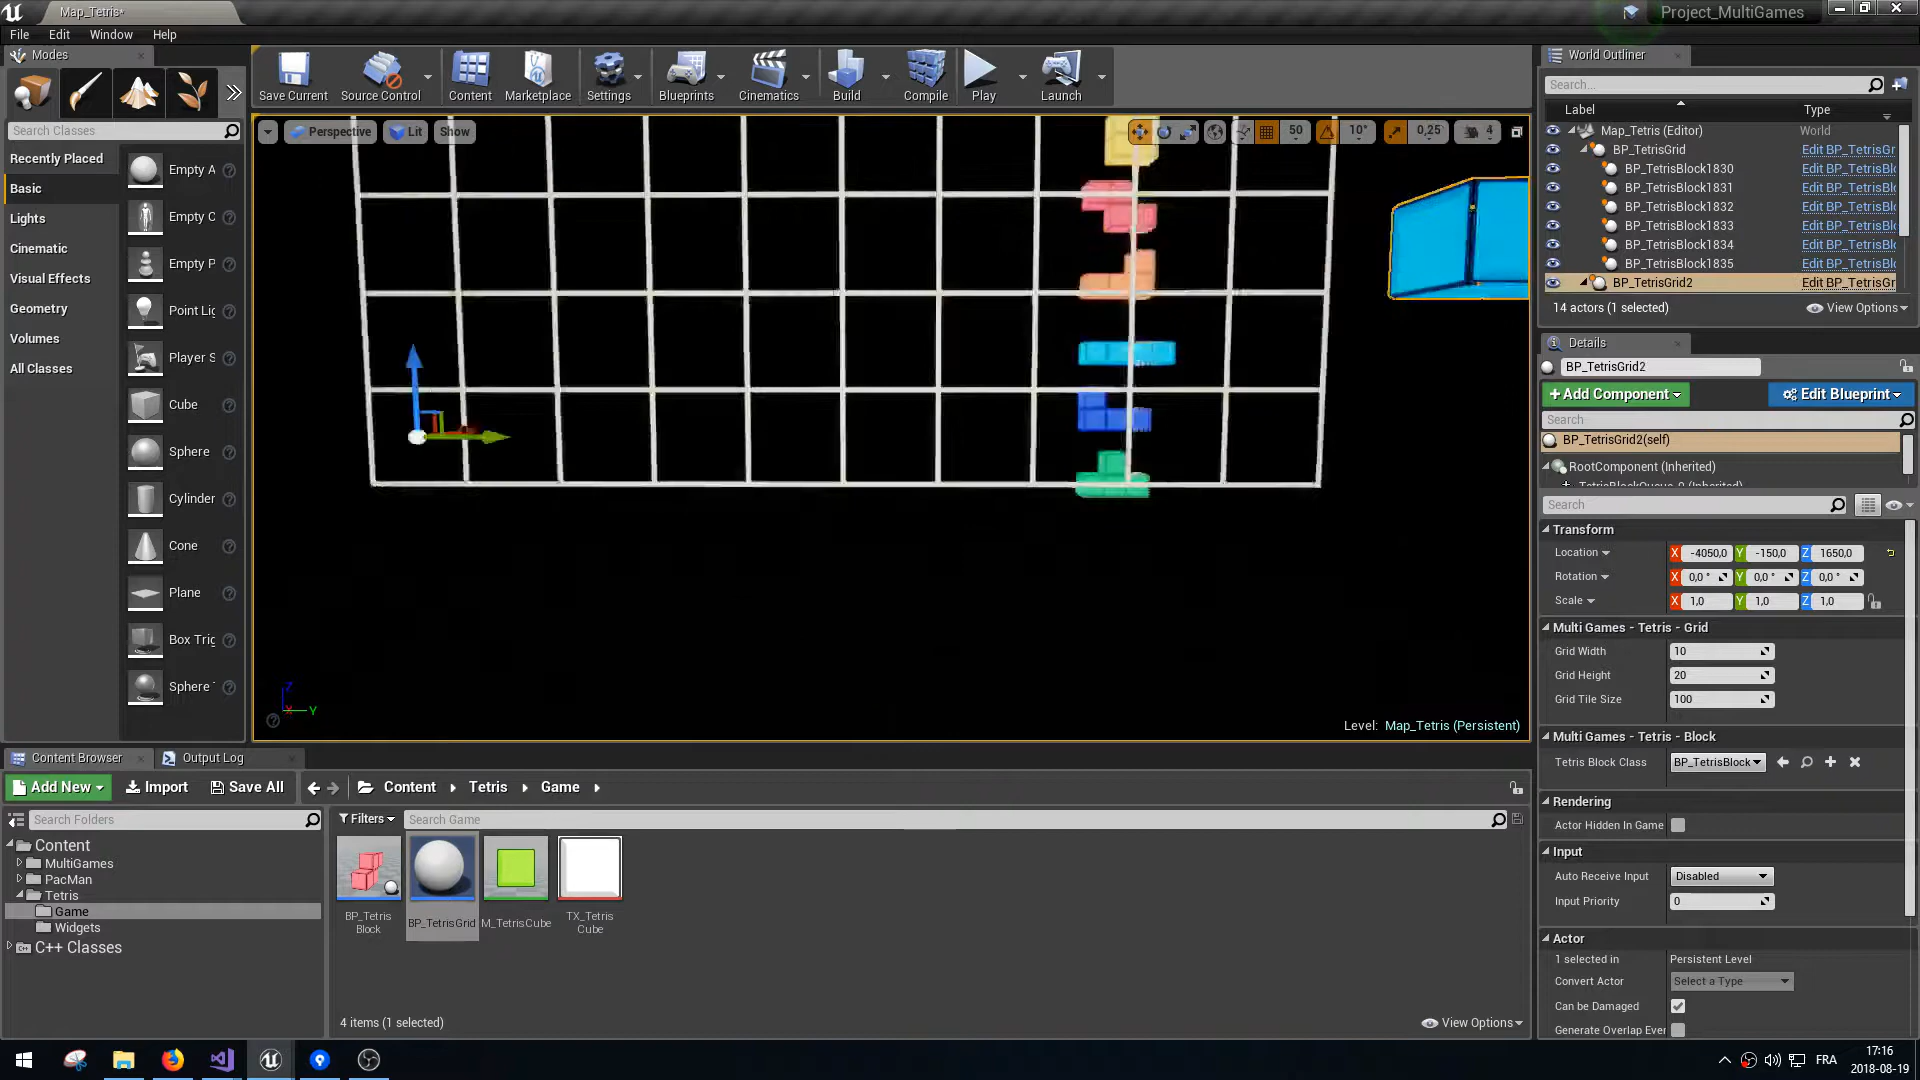 Map_Tetris*
Project_MultiGames
File Edit Window Help
Modes
Save Current
Source Control
Content
Marketplace
Settings
Blueprints
Cinematics
Build
Compile
Play
Launch
Search Classes
Recently Placed
Basic
Lights
Cinematic
Visual Effects
Geometry
Volumes
All Classes
Empty A
Empty C
Empty P
Point Lig
Player S
Cube
Sphere
Cylinder
Cone
Plane
Box Trig
Sphere
Perspective
Lit
Show
50
10°
0,25
4
Z
X
Y
Level: Map_Tetris (Persistent)
World Outliner
Search...
Label Type
Map_Tetris (Editor) World
BP_TetrisGrid Edit BP_TetrisGr
BP_TetrisBlock1830 Edit BP_TetrisBl
BP_TetrisBlock1831 Edit BP_TetrisBl
BP_TetrisBlock1832 Edit BP_TetrisBl
BP_TetrisBlock1833 Edit BP_TetrisBl
BP_TetrisBlock1834 Edit BP_TetrisBl
BP_TetrisBlock1835 Edit BP_TetrisBl
BP_TetrisGrid2 Edit BP_TetrisGr
14 actors (1 selected) View Options
Details
BP_TetrisGrid2
+Add Component
Edit Blueprint
Search
BP_TetrisGrid2(self)
RootComponent (Inherited)
TetrisBlockQueue_0 (Inherited)
Search
Transform
Location X -4050,0 Y -150,0 Z 1650,0
Rotation X 0,0 ° Y 0,0 ° Z 0,0 °
Scale X 1,0 Y 1,0 Z 1,0
Multi Games - Tetris - Grid
Grid Width 10
Grid Height 20
Grid Tile Size 100
Multi Games - Tetris - Block
Tetris Block Class BP_TetrisBlock
Rendering
Actor Hidden In Game
Input
Auto Receive Input Disabled
Input Priority 0
Actor
1 selected in Persistent Level
Convert Actor Select a Type
Can be Damaged
Generate Overlap Ever
Content Browser
Output Log
Add New
Import
Save All
Content
Tetris
Game
Search Folders
Filters
Search Game
Content
MultiGames
PacMan
Tetris
Game
Widgets
C++ Classes
BP_Tetris
Block
BP_TetrisGrid
M_TetrisCube
TX_Tetris
Cube
4 items (1 selected)
View Options
FRA
17:16
2018-08-19